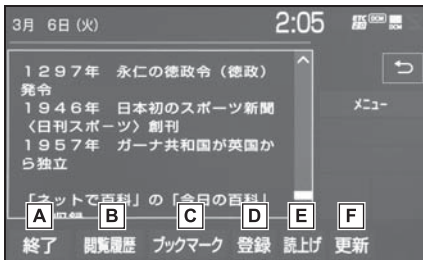 3月 6日 (火) 2:05 ETC DCM
1297年 永仁の徳政令（徳政）
発令
1946年 日本初のスポーツ新聞
〈日刊スポーツ〉創刊
1957年 ガーナ共和国が英国か
ら独立
「ネットで百科」の「今日の百科」
メニュー
A B C D E F
終了 閲覧履歴 ブックマーク 登録 読上げ 更新